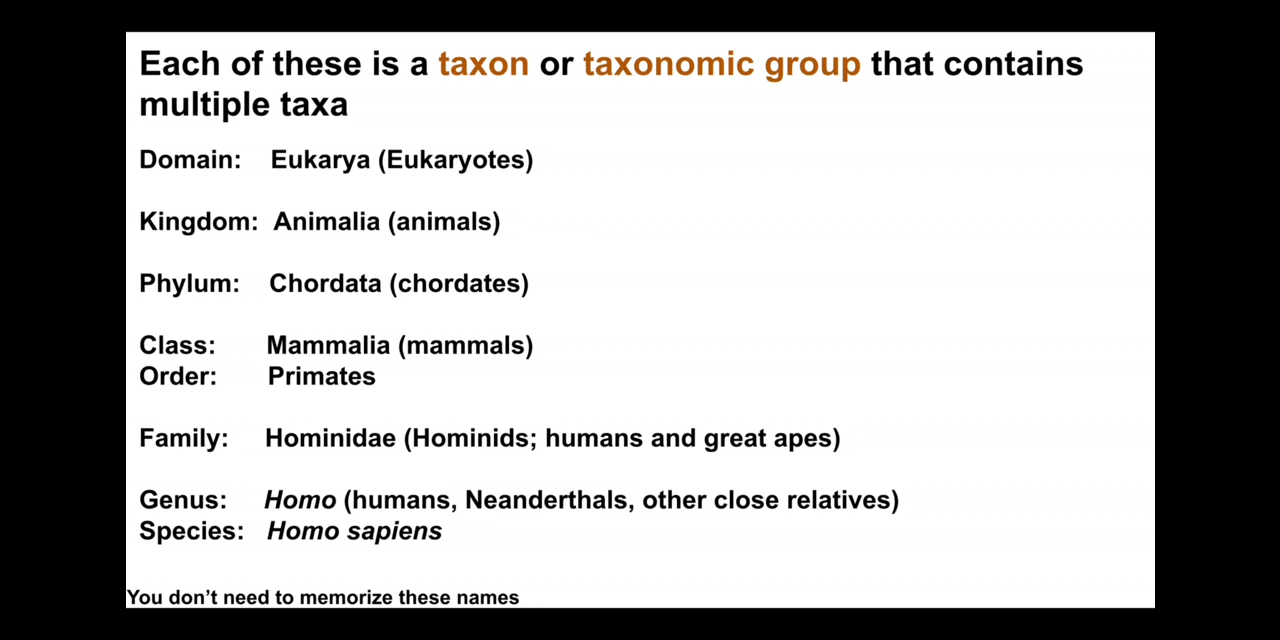 Each of these is a taxon or taxonomic group that contains
multiple taxa
Domain: Eukarya (Eukaryotes)
Kingdom: Animalia (animals)
Phylum: Chordata (chordates)
Class: Mammalia (mammals)
Order: Primates
Family: Hominidae (Hominids; humans and great apes)
Genus: Homo (humans, Neanderthals, other close relatives)
Species: Homo sapiens
You don’t need to memorize these names